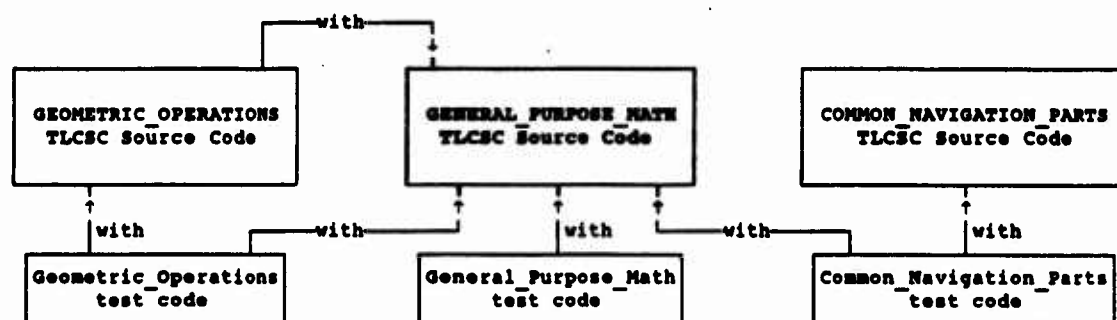 with
GEOMETRIC_OPERATIONS
TLCSC Source Code
GENERAL_PURPOSE_MATH
TLCSC Source Code
COMMON_NAVIGATION_PARTS
TLCSC Source Code
with
with
with
with
with
Geometric_Operations
test code
General_Purpose_Math
test code
Common_Navigation_Parts
test code